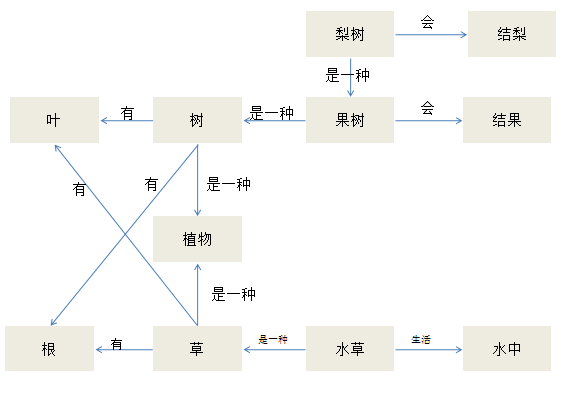 梨树
会
结梨
是一种
叶
有
树
是一种
果树
会
结果
有
有
是一种
植物
是一种
根
有
草
是一种
水草
生活
水中